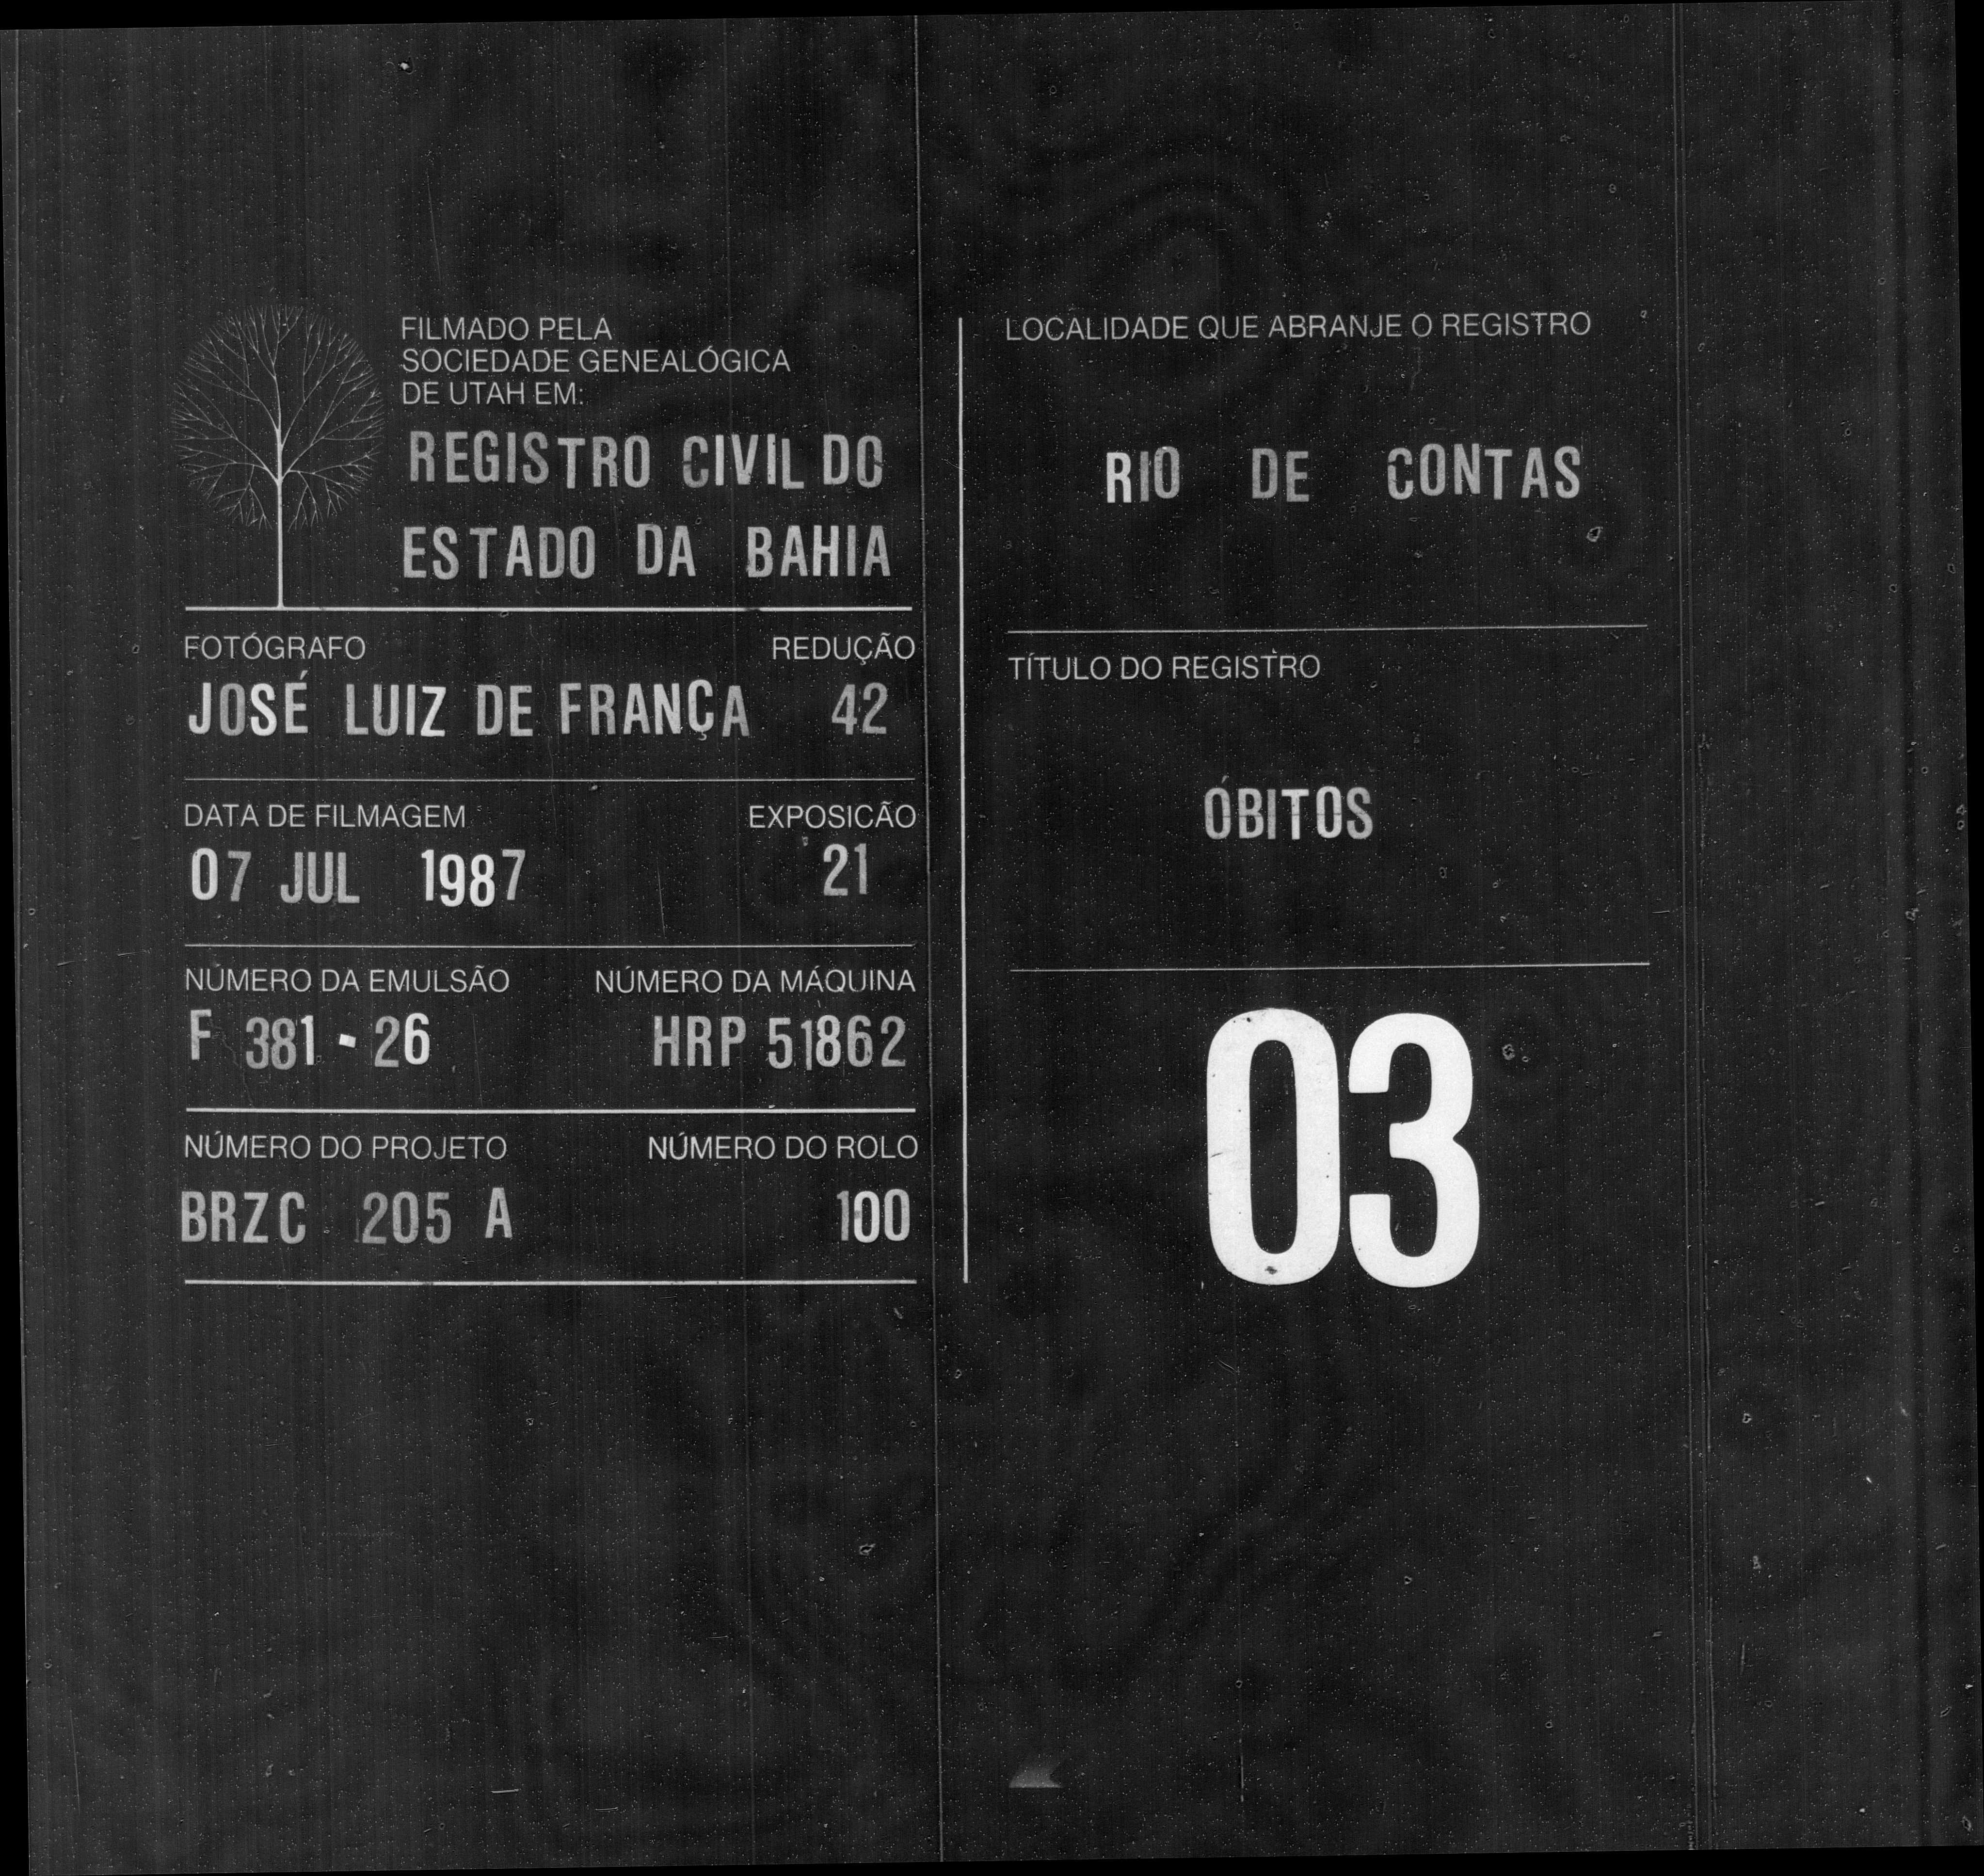 FILMADO PELA
SOCIEDADE GENEALÓGICA
DE UTAH EM:
REGISTRO CIVIL DO
ESTADO DA BAHIA
FOTÓGRAFO REDUÇÃO
JOSÉ LUIZ DE FRANÇA 42
DATA DE FILMAGEM EXPOSICÃO
07 JUL 1987 21
NÚMERO DA EMULSÃO NÚMERO DA MÁQUINA
F 381 - 26 HRP 51862
NÚMERO DO PROJETO NÚMERO DO ROLO
BRZC 205 A 100
LOCALIDADE QUE ABRANJE O REGISTRO
RIO DE CONTAS
TÍTULO DO REGISTRO
ÓBITOS
03